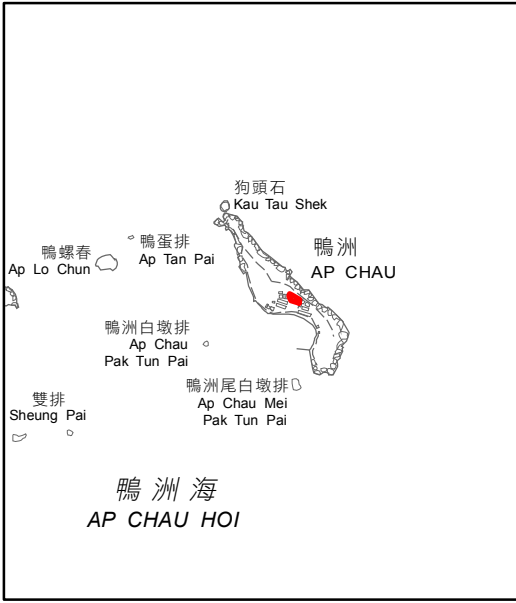 狗頭石
Kau Tau Shek
鴨洲
AP CHAU
鴨蛋排
Ap Tan Pai
鴨螺春
Ap Lo Chun
鴨洲白墩排
Ap Chau
Pak Tun Pai
鴨洲尾白墩排
Ap Chau Mei
Pak Tun Pai
雙排
Sheung Pai
鴨洲海
AP CHAU HOI